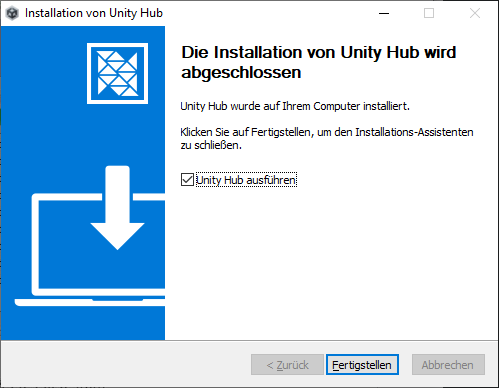 Installation von Unity Hub
Die Installation von Unity Hub wird
abgeschlossen
Unity Hub wurde auf Ihrem Computer installiert.
Klicken Sie auf Fertigstellen, um den Installations-Assistenten
zu schließen.
Unity Hub ausführen
< Zurück
Fertigstellen
Abbrechen